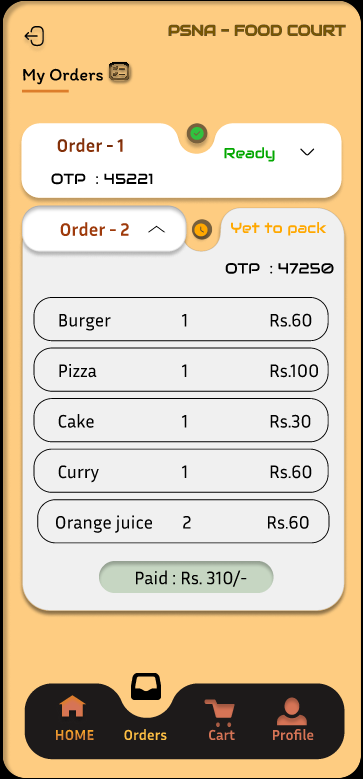 PSNA - FOOD COURT
My Orders
Order - 1
Ready
OTP : 45221
Order - 2
Yet to pack
OTP : 47250
Burger 1 Rs.60
Pizza 1 Rs.100
Cake 1 Rs.30
Curry 1 Rs.60
Orange juice 2 Rs.60
Paid : Rs. 310/-
HOME Orders Cart Profile